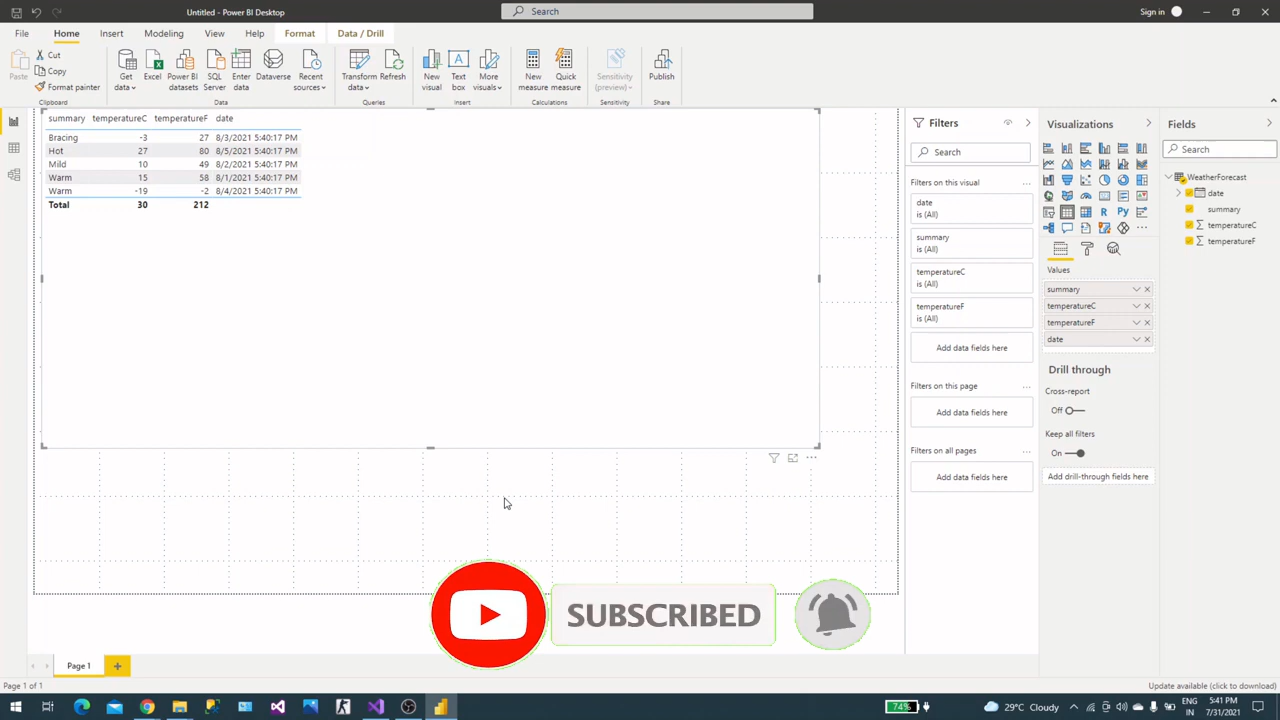 Untitled - Power BI Desktop
Search
Sign in
File Home Insert Modeling View Help Format Data / Drill
Paste
Cut
Copy
Format painter
Clipboard
Get data
Excel
Power BI datasets
SQL Server
Enter data
Dataverse
Recent sources
Data
Transform data
Refresh
Queries
New visual
Text box
More visuals
Insert
New measure
Quick measure
Calculations
Sensitivity (preview)
Sensitivity
Publish
Share
summary temperatureC temperatureF date
Bracing -3 27 8/3/2021 5:40:17 PM
Hot 27 80 8/5/2021 5:40:17 PM
Mild 10 49 8/2/2021 5:40:17 PM
Warm 15 58 8/1/2021 5:40:17 PM
Warm -19 -2 8/4/2021 5:40:17 PM
Total 30 212
Filters
Search
Filters on this visual
date
is (All)
summary
is (All)
temperatureC
is (All)
temperatureF
is (All)
Add data fields here
Filters on this page
Add data fields here
Filters on all pages
Add data fields here
Visualizations
R Py
Values
summary
temperatureC
temperatureF
date
Drill through
Cross-report
Off
Keep all filters
On
Add drill-through fields here
Fields
Search
WeatherForecast
date
summary
temperatureC
temperatureF
SUBSCRIBED
Page 1
Page 1 of 1
Update available (click to download)
74%
29°C Cloudy
ENG
IN
5:41 PM
7/31/2021